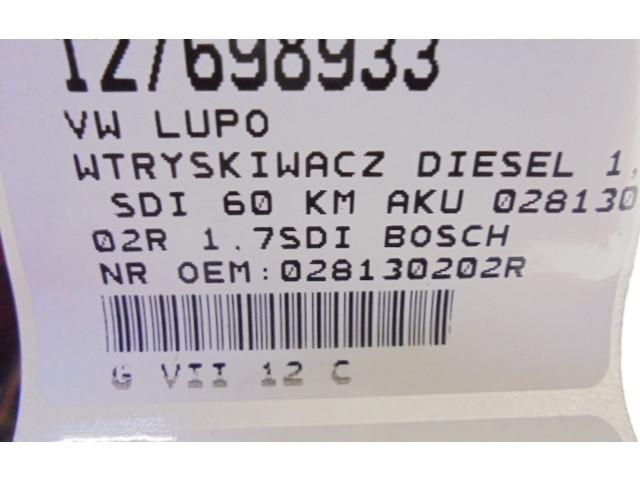 127698933
VW LUPO
WTRYSKIWACZ DIESEL 1,
SDI 60 KM AKU 028130
02R 1.7SDI BOSCH
NR OEM:028130202R
G VII 12 C